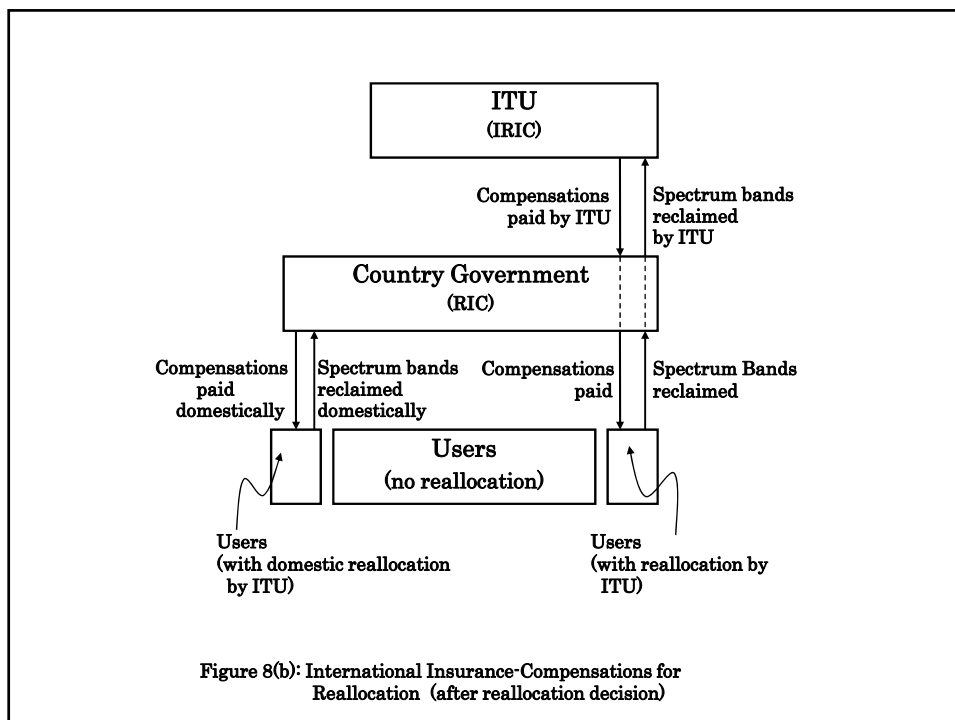 ITU
(IRIC)
Compensations
paid by ITU
Spectrum bands
reclaimed
by ITU
Country Government
(RIC)
Compensations
paid
domestically
Spectrum bands
reclaimed
domestically
Compensations
paid
Spectrum Bands
reclaimed
Users
(no reallocation)
Users
(with domestic reallocation
by ITU)
Users
(with reallocation by
ITU)
Figure 8(b): International Insurance-Compensations for
Reallocation (after reallocation decision)